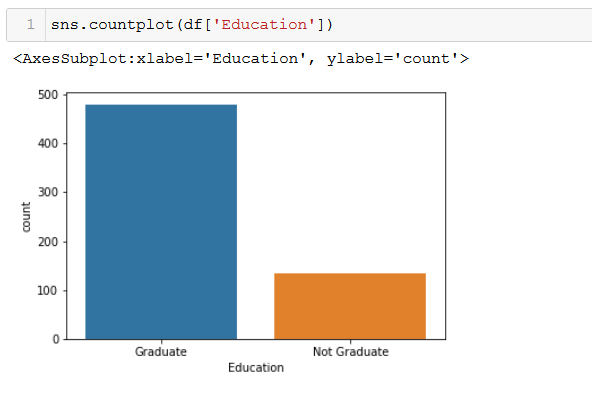 1 sns.countplot(df['Education'])
<AxesSubplot:xlabel='Education', ylabel='count'>
500
400
300
200
100
0
count
Graduate Not Graduate
Education